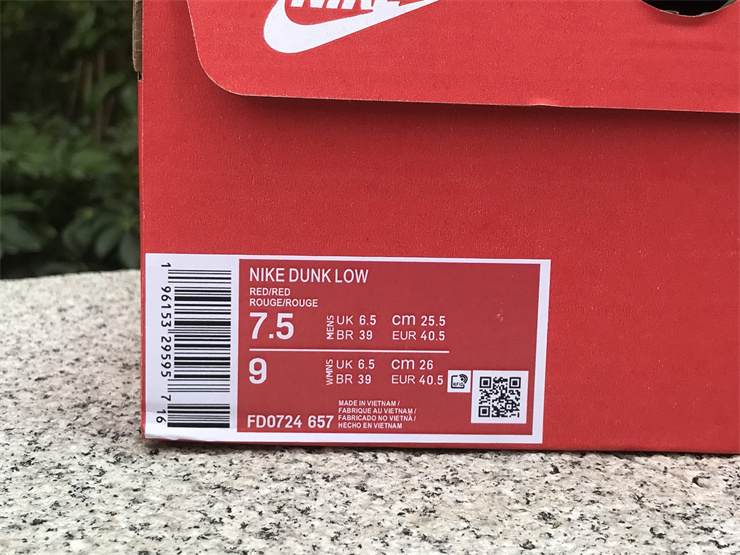 NIKE
1 96153 29595 716
NIKE DUNK LOW
RED/RED
ROUGE/ROUGE
7.5 MENS UK 6.5 cm 25.5
BR 39 EUR 40.5
9 WMNS UK 6.5 cm 26
BR 39 EUR 40.5
RFID
MADE IN VIETNAM /
FABRIQUE AU VIETNAM /
FABRICADO NO VIETNÃ /
HECHO EN VIETNAM
FD0724 657